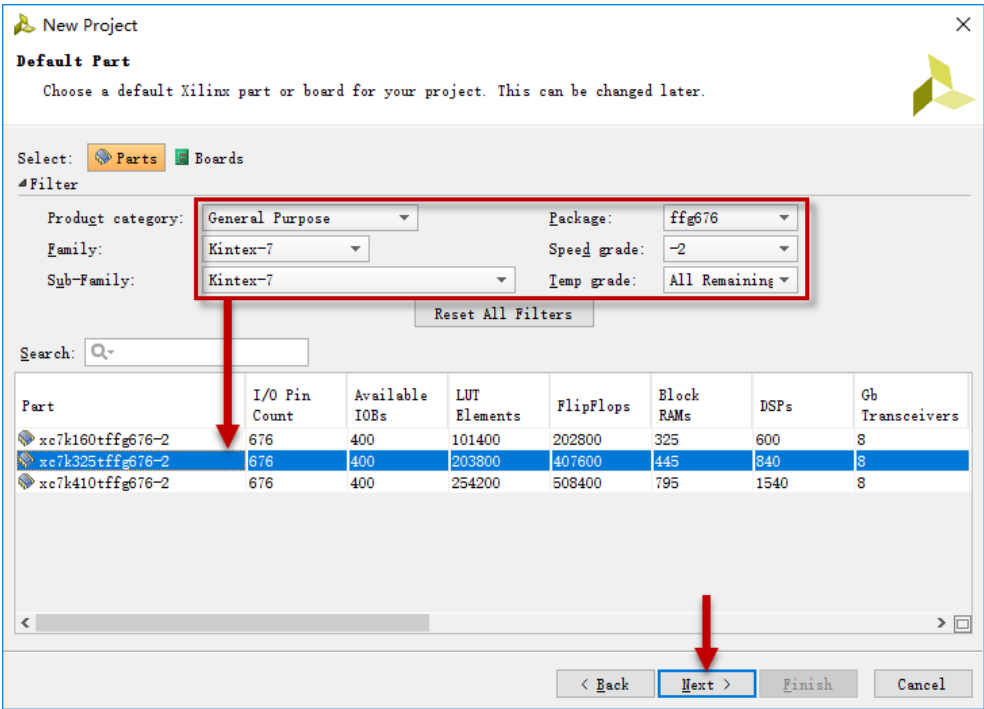 New Project
Default Part
Choose a default Xilinx part or board for your project. This can be changed later.
Select: Parts Boards
Filter
Product category: General Purpose Package: ffg676
Family: Kintex-7 Speed grade: -2
Sub-Family: Kintex-7 Temp grade: All Remaining
Reset All Filters
Search:
Part I/O Pin Count Available IOBs LUT Elements FlipFlops Block RAMs DSPs Gb Transceivers
xc7k160tffg676-2 676 400 101400 202800 325 600 8
xc7k325tffg676-2 676 400 203800 407600 445 840 8
xc7k410tffg676-2 676 400 254200 508400 795 1540 8
< Back Next > Finish Cancel